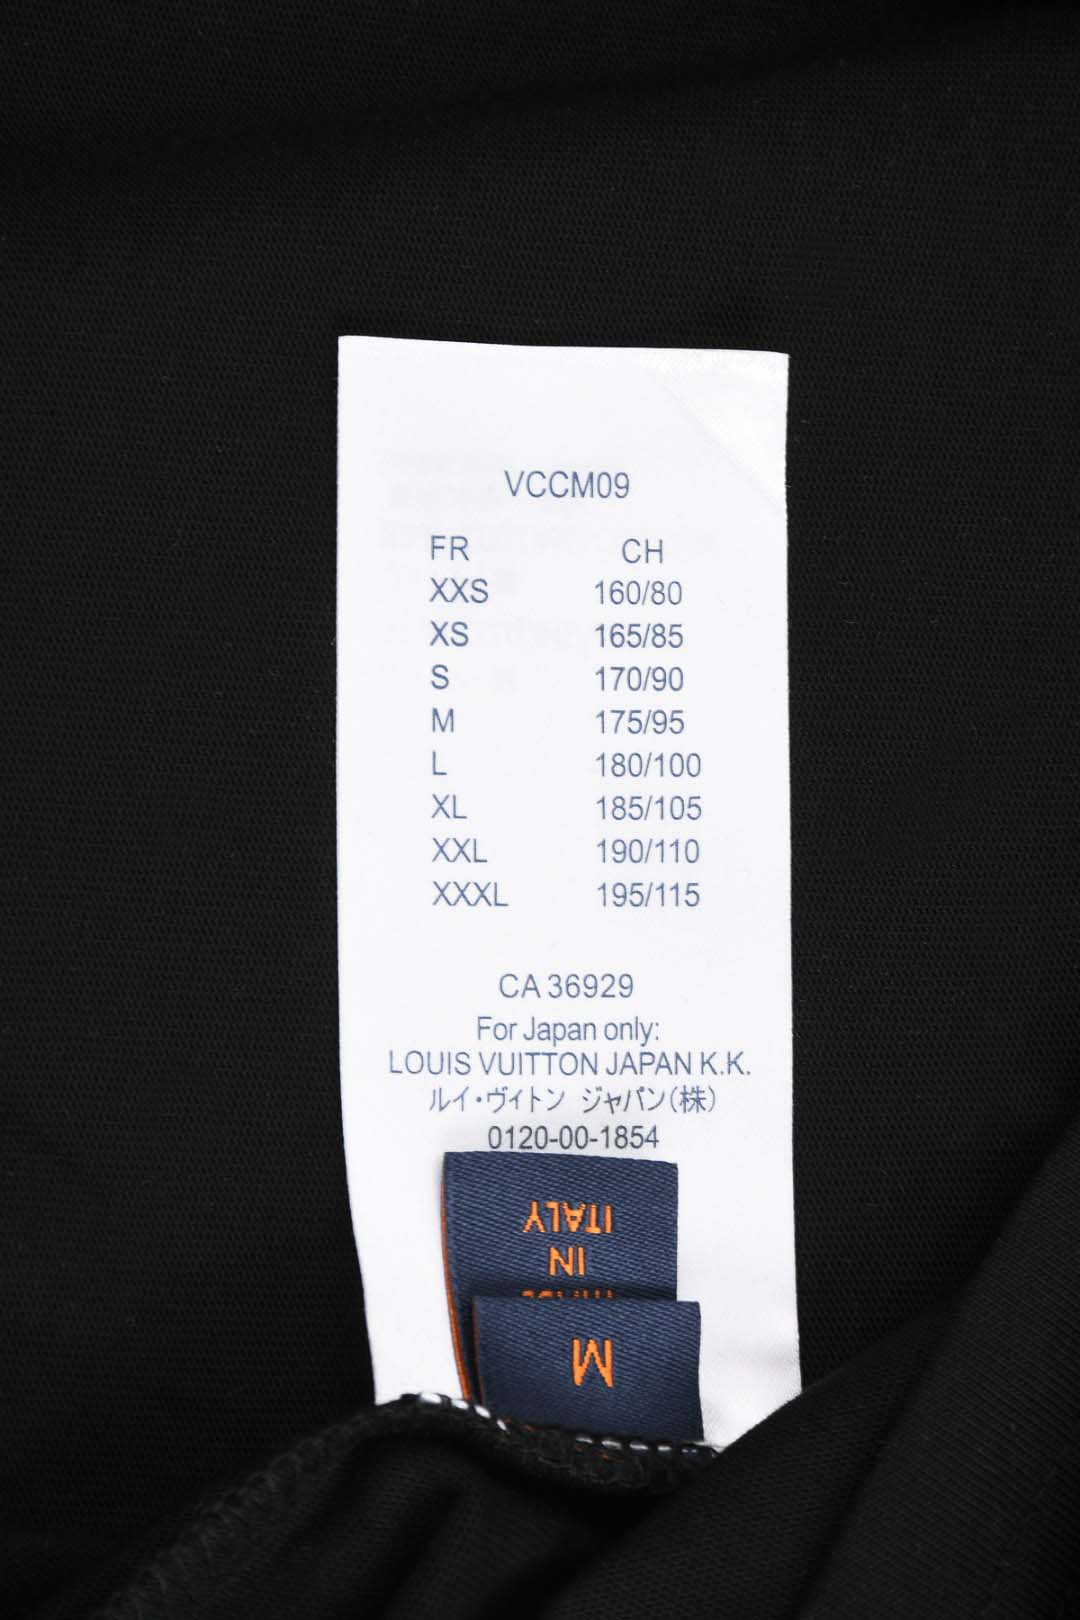 VCCM09
FR CH
XXS 160/80
XS 165/85
S 170/90
M 175/95
L 180/100
XL 185/105
XXL 190/110
XXXL 195/115
CA 36929
For Japan only:
LOUIS VUITTON JAPAN K.K.
ルイ・ヴィトン ジャパン(株)
0120-00-1854
IN
ITALY
M